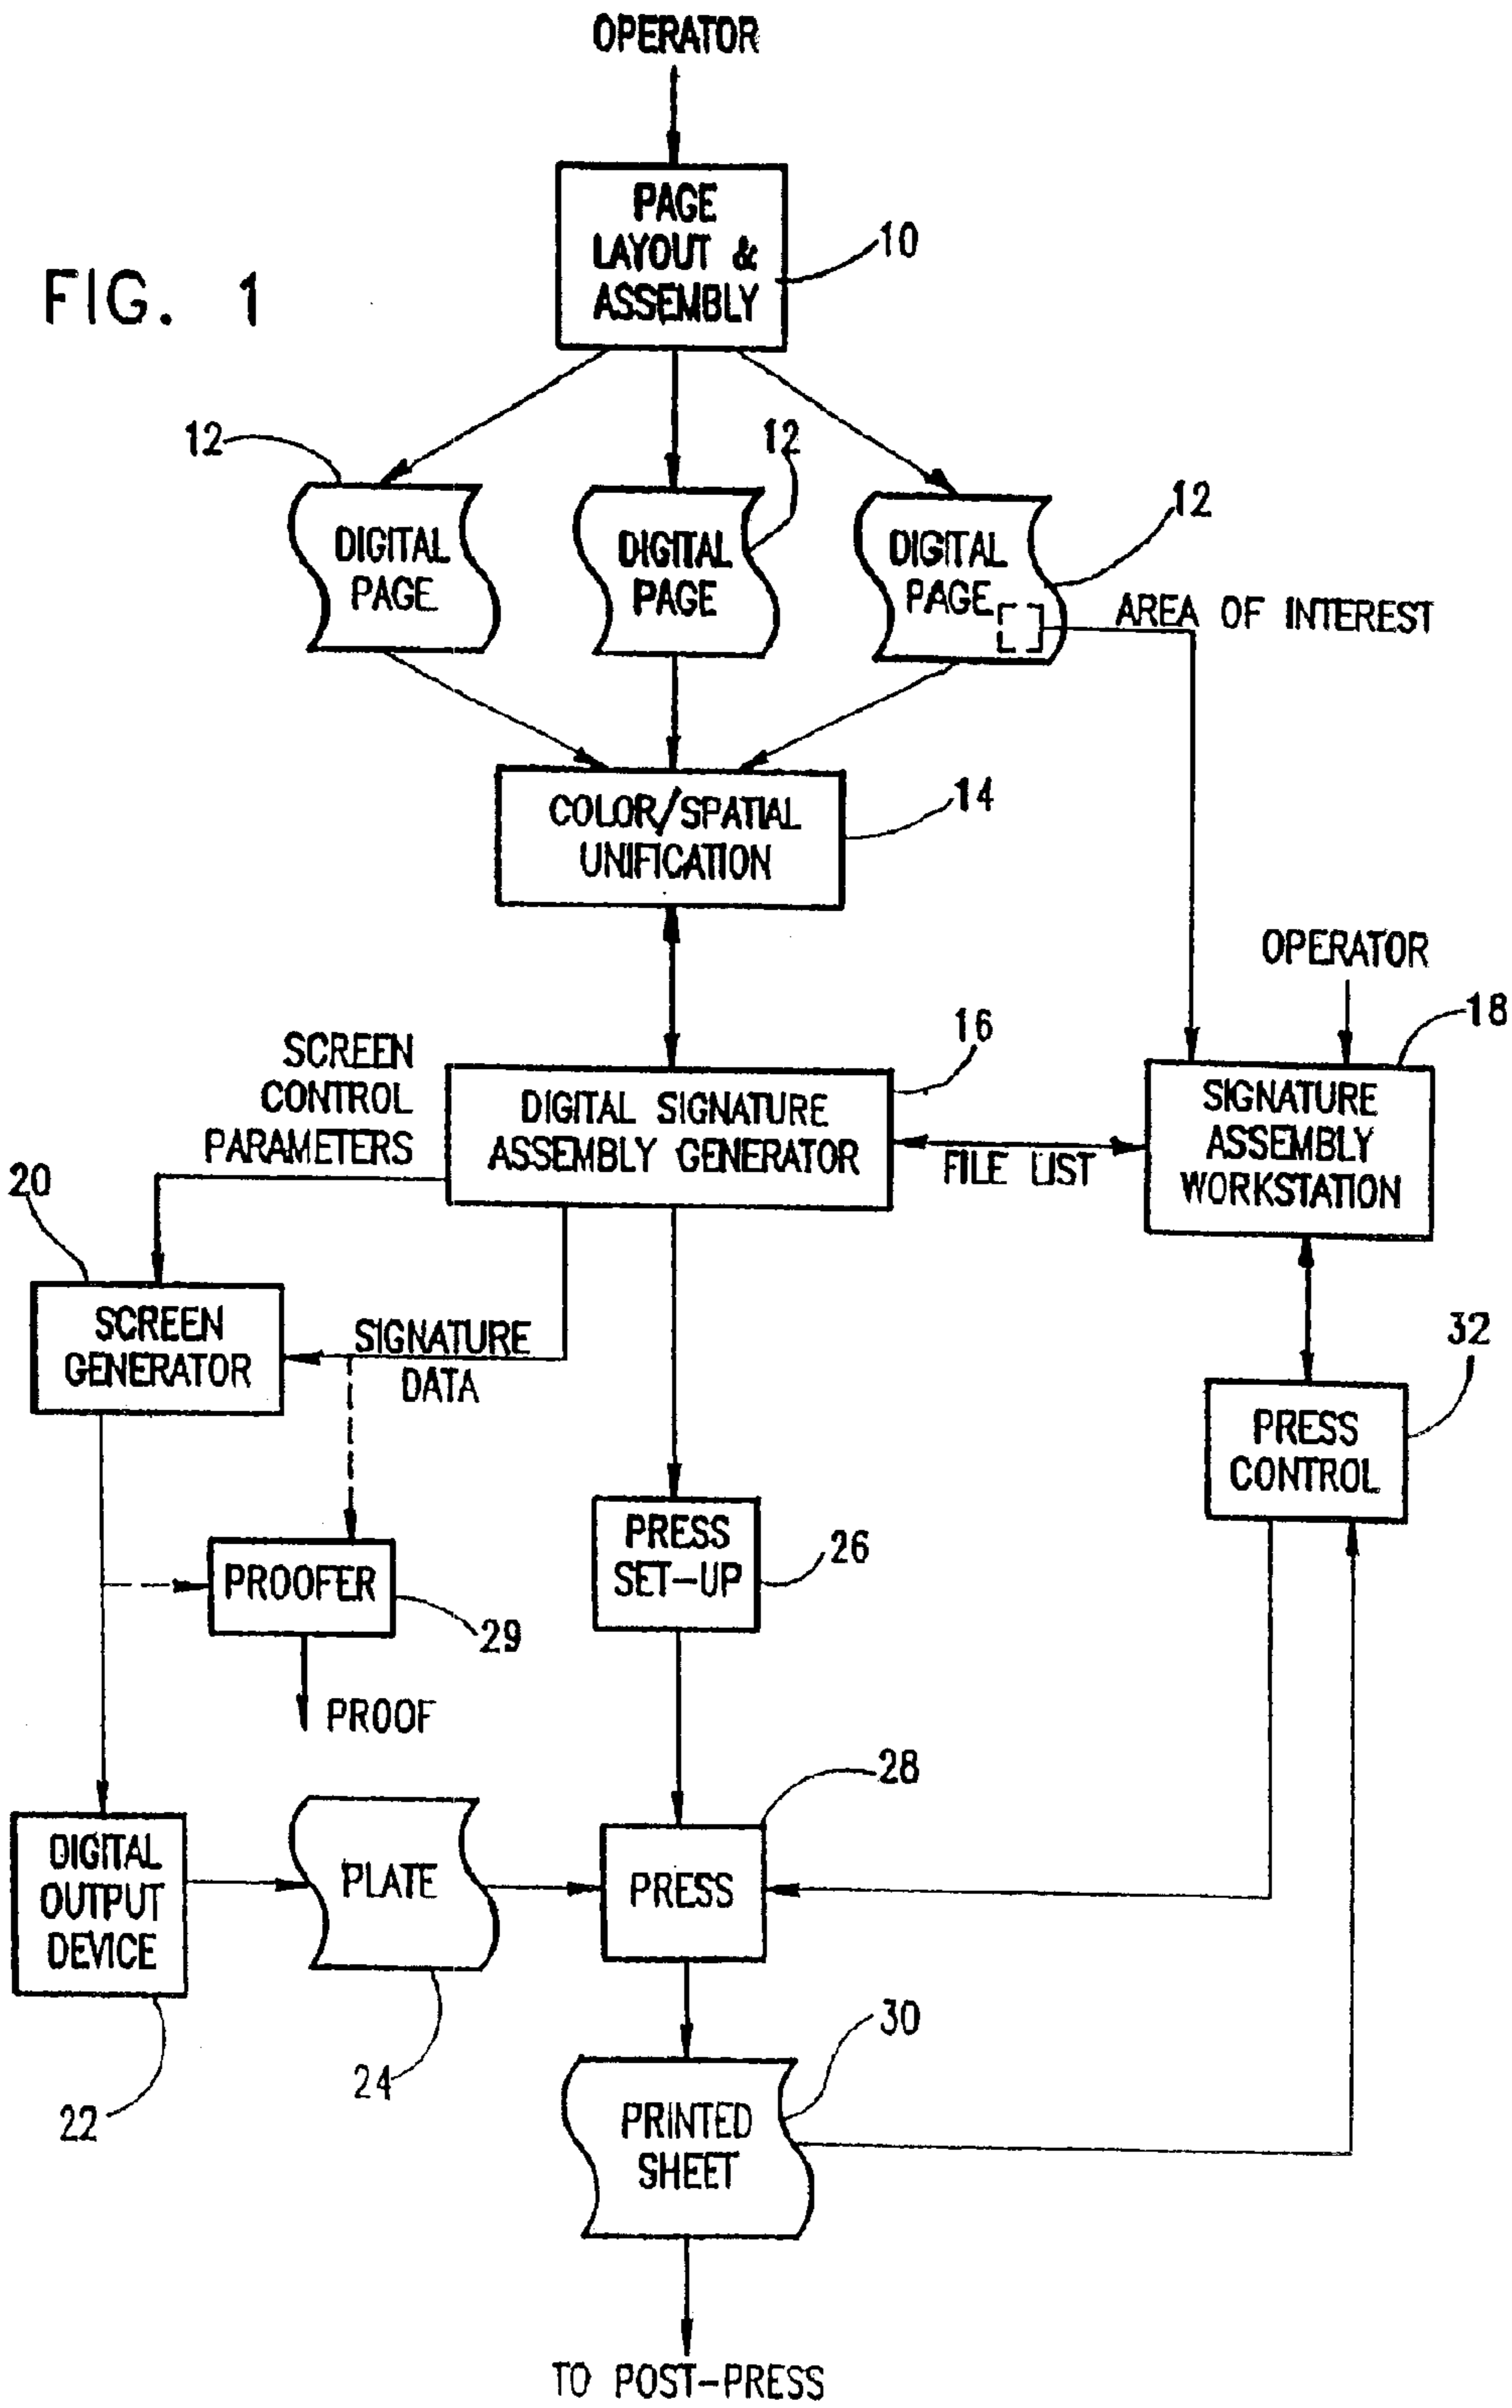 OPERATOR
PAGE
LAYOUT &
ASSEMBLY
10
FIG. 1
12
12
12
DIGITAL
PAGE
DIGITAL
PAGE
DIGITAL
PAGE
AREA OF INTEREST
COLOR/SPATIAL
UNIFICATION
14
OPERATOR
18
SCREEN
CONTROL
PARAMETERS
16
DIGITAL SIGNATURE
ASSEMBLY GENERATOR
FILE LIST
SIGNATURE
ASSEMBLY
WORKSTATION
20
SCREEN
GENERATOR
SIGNATURE
DATA
32
PRESS
CONTROL
PRESS
SET-UP
26
PROOFER
29
PROOF
28
DIGITAL
OUTPUT
DEVICE
PLATE
PRESS
22
24
30
PRINTED
SHEET
TO POST-PRESS